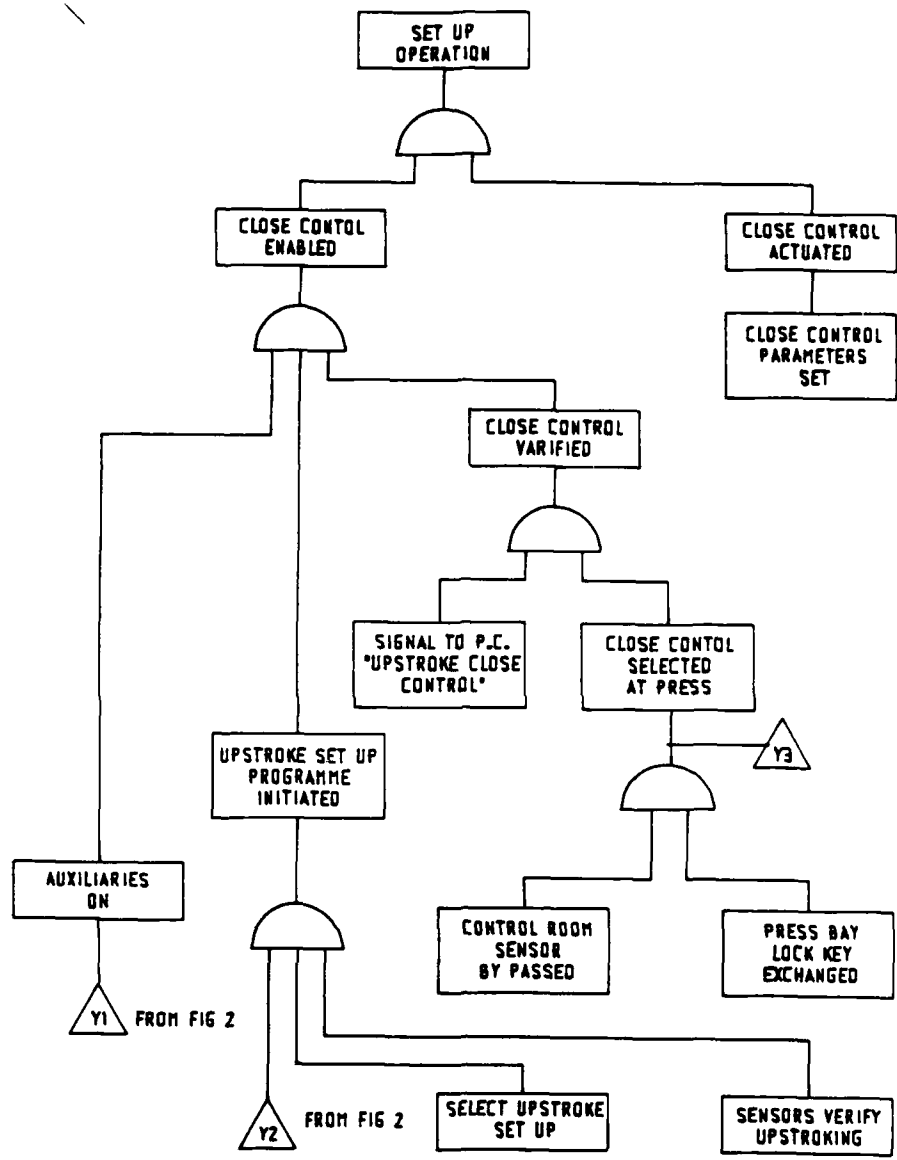 SET UP
OPERATION
CLOSE CONTOL
ENABLED
CLOSE CONTROL
ACTUATED
CLOSE CONTROL
PARAMETERS
SET
CLOSE CONTROL
VARIFIED
SIGNAL TO P.C.
"UPSTROKE CLOSE
CONTROL"
CLOSE CONTOL
SELECTED
AT PRESS
UPSTROKE SET UP
PROGRAMME
INITIATED
Y3
AUXILIARIES
ON
CONTROL ROOM
SENSOR
BY PASSED
PRESS BAY
LOCK KEY
EXCHANGED
Y1 FROM FIG 2
Y2 FROM FIG 2
SELECT UPSTROKE
SET UP
SENSORS VERIFY
UPSTROKING